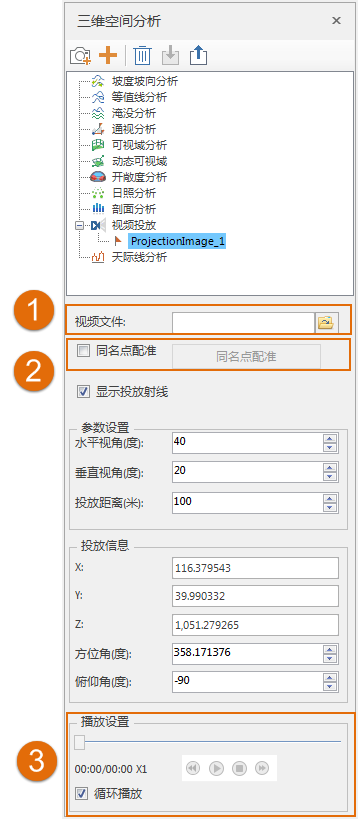 三维空间分析
坡度坡向分析
等值线分析
淹没分析
通视分析
可视域分析
动态可视域
开敞度分析
日照分析
剖面分析
视频投放
ProjectionImage_1
天际线分析
1
视频文件:
2
同名点配准 同名点配准
显示投放射线
参数设置
水平视角(度): 40
垂直视角(度): 20
投放距离(米): 100
投放信息
X: 116.379543
Y: 39.990332
Z: 1,051.279265
方位角(度): 358.171376
俯仰角(度): -90
3
播放设置
00:00/00:00 X1
循环播放